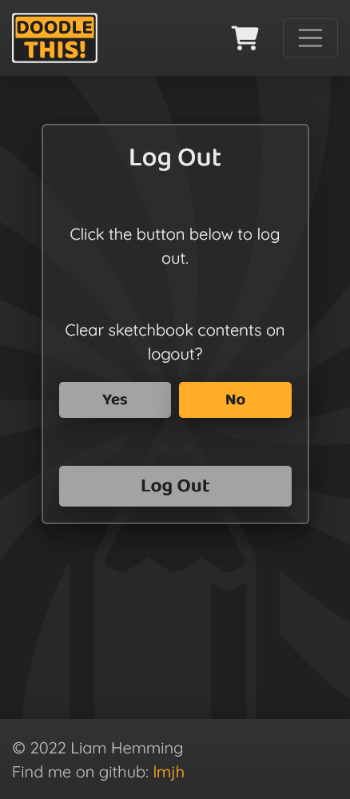 DOODLE
THIS!
Log Out
Click the button below to log
out.
Clear sketchbook contents on
logout?
Yes No
Log Out
© 2022 Liam Hemming
Find me on github: lmjh